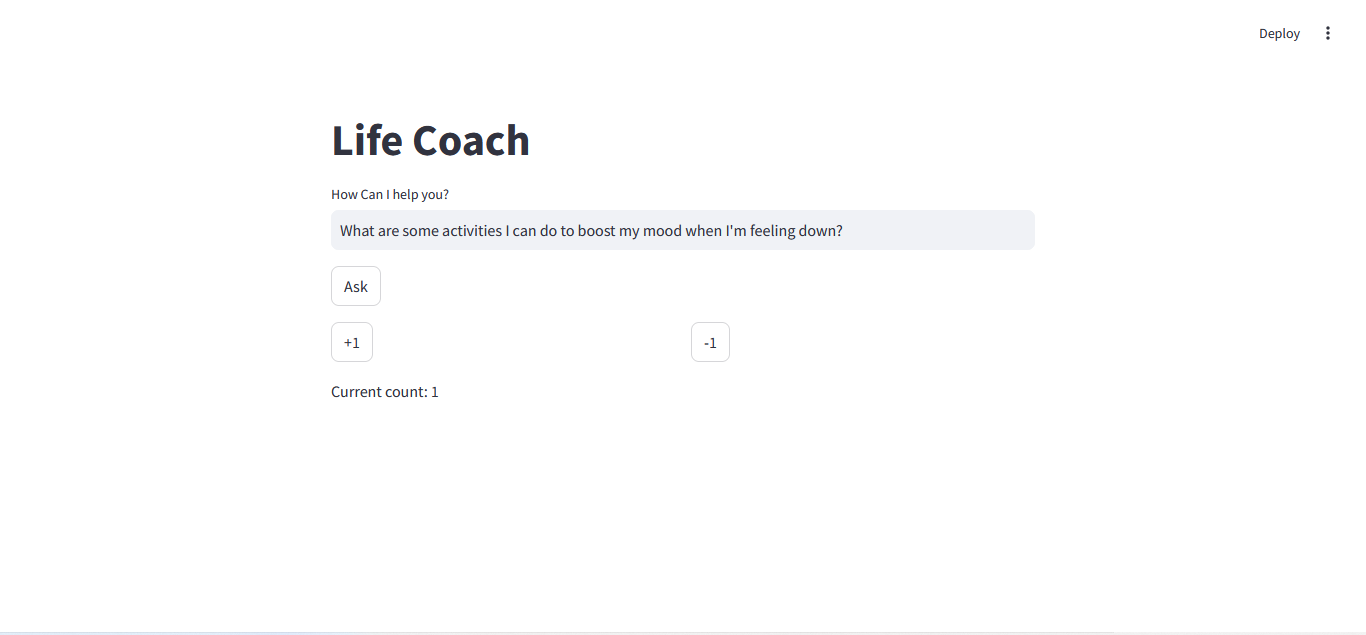 Deploy
Life Coach
How Can I help you?
What are some activities I can do to boost my mood when I'm feeling down?
Ask
+1 -1
Current count: 1